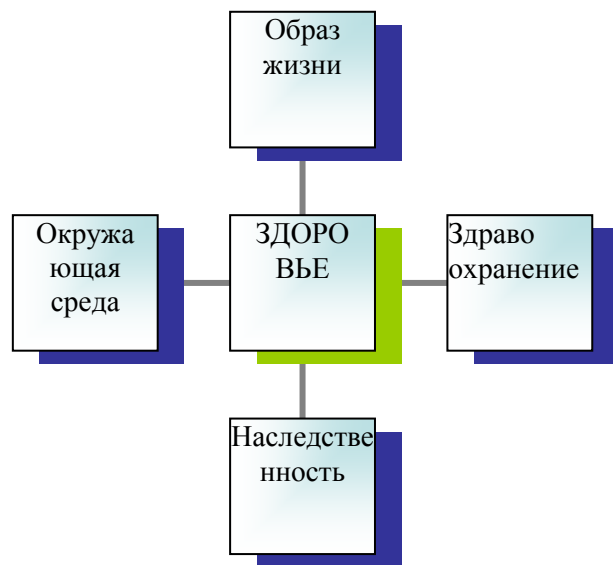 Образ
жизни
Окружа
ющая
среда
ЗДОРО
ВЬЕ
Здраво
охранение
Наследстве
нность